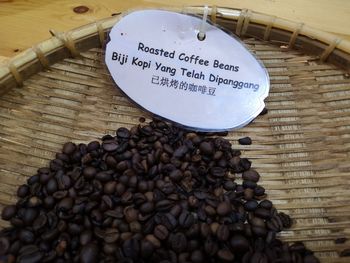 Roasted Coffee Beans
Biji Kopi Yang Telah Dipanggang
已烘烤的咖啡豆